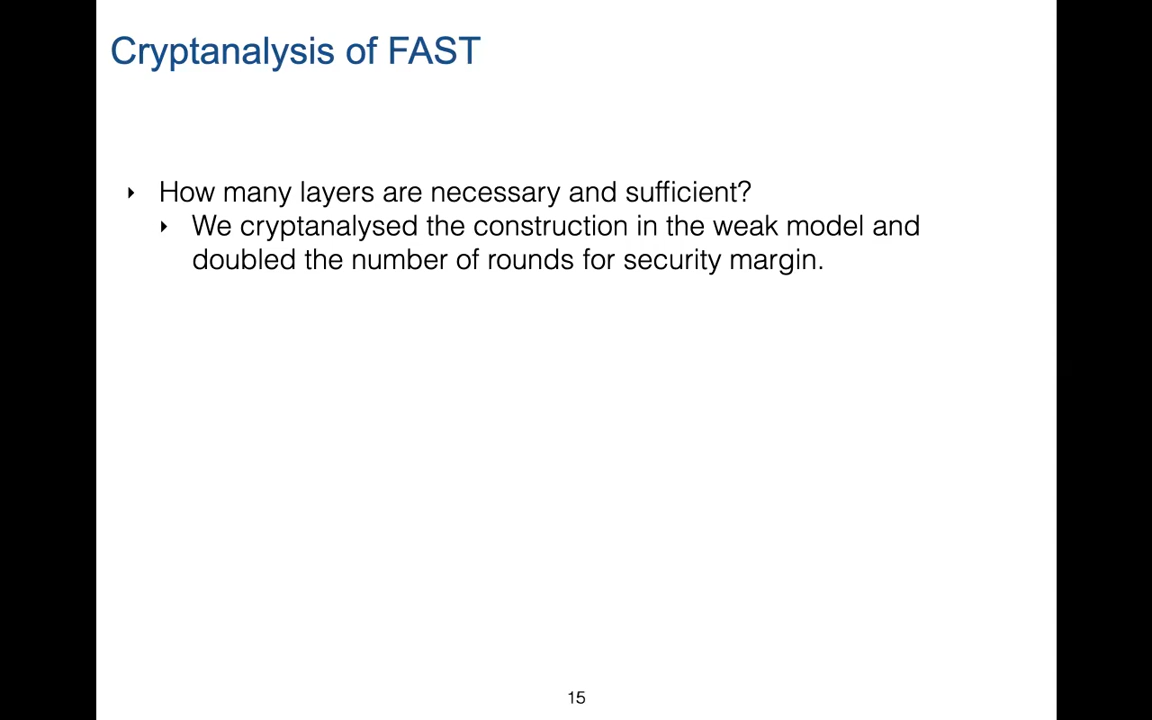 Cryptanalysis of FAST
‣ How many layers are necessary and sufficient?
‣ We cryptanalysed the construction in the weak model and
doubled the number of rounds for security margin.
15